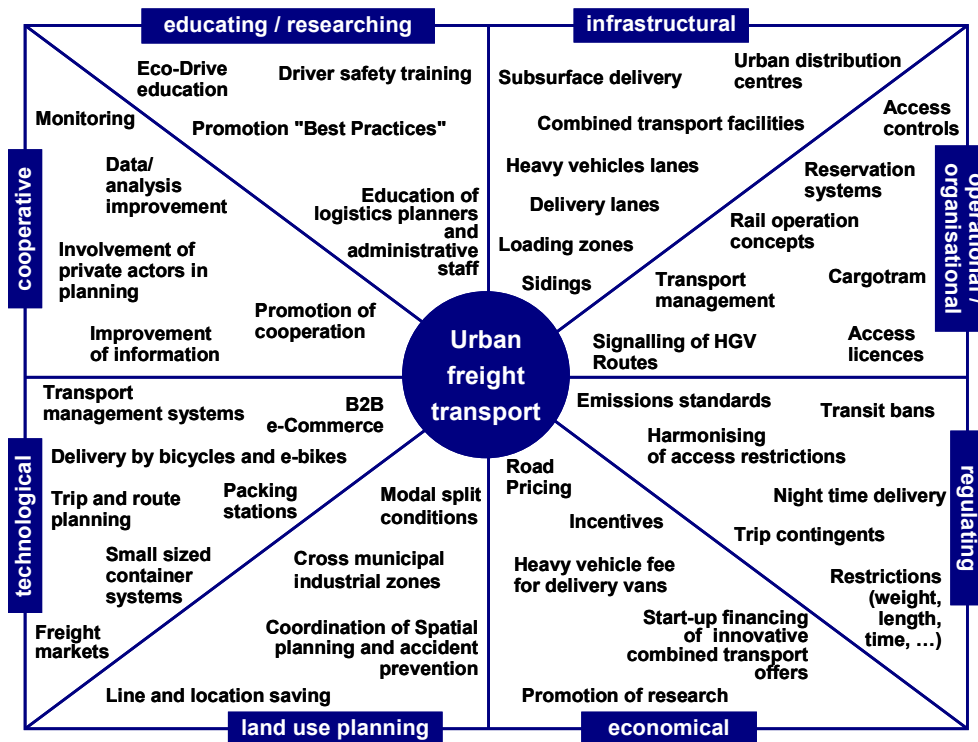 educating / researching
Eco-Drive
education
Driver safety training
Promotion "Best Practices"
Education of
logistics planners
and
administrative
staff
infrastructural
Subsurface delivery
Urban distribution
centres
Combined transport facilities
Heavy vehicles lanes
Delivery lanes
Loading zones
Sidings
operational /
organisational
Access
controls
Reservation
systems
Rail operation
concepts
Transport
management
Cargotram
Signalling of HGV
Routes
Access
licences
cooperative
Monitoring
Data/
analysis
improvement
Involvement of
private actors in
planning
Promotion of
cooperation
Improvement
of information
Urban
freight
transport
technological
Transport
management systems
B2B
e-Commerce
Delivery by bicycles and e-bikes
Trip and route
planning
Packing
stations
Small sized
container
systems
Freight
markets
land use planning
Modal split
conditions
Cross municipal
industrial zones
Coordination of Spatial
planning and accident
prevention
Line and location saving
economical
Road
Pricing
Incentives
Heavy vehicle fee
for delivery vans
Start-up financing
of innovative
combined transport
offers
Promotion of research
regulating
Emissions standards
Transit bans
Harmonising
of access restrictions
Night time delivery
Trip contingents
Restrictions
(weight,
length,
time, …)